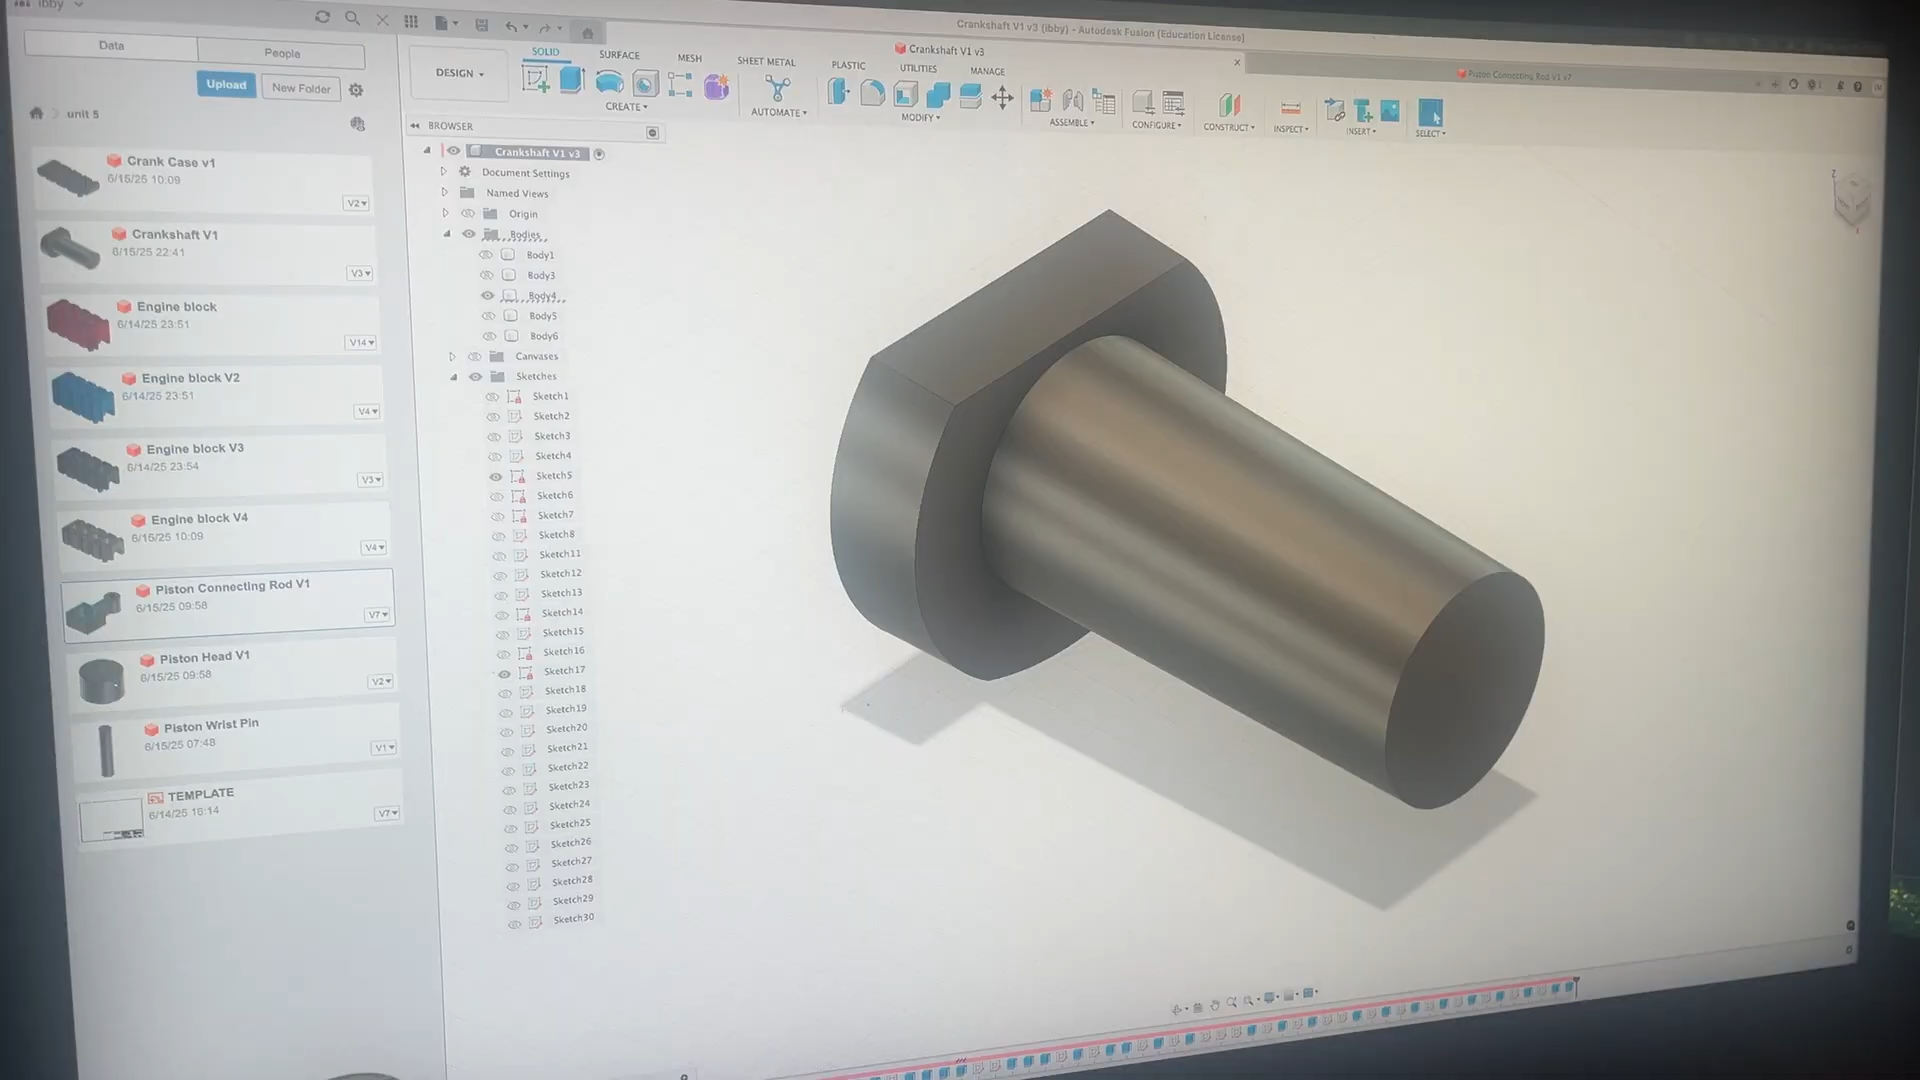 ibby
Crankshaft V1 v3 (ibby) - Autodesk Fusion (Education License)
Data
People
Upload
New Folder
unit 5
Crank Case v1
6/15/25 10:09
V2
Crankshaft V1
6/15/25 22:41
V3
Engine block
6/14/25 23:51
V14
Engine block V2
6/14/25 23:51
V4
Engine block V3
6/14/25 23:54
V3
Engine block V4
6/15/25 10:09
V4
Piston Connecting Rod V1
6/15/25 09:58
V7
Piston Head V1
6/15/25 09:58
V2
Piston Wrist Pin
6/15/25 07:48
V1
TEMPLATE
6/14/25 16:14
V7
Crankshaft V1 v3
Piston Connecting Rod V1 v7
DESIGN
SOLID
SURFACE
MESH
SHEET METAL
PLASTIC
UTILITIES
MANAGE
CREATE
AUTOMATE
MODIFY
ASSEMBLE
CONFIGURE
CONSTRUCT
INSPECT
INSERT
SELECT
BROWSER
Crankshaft V1 v3
Document Settings
Named Views
Origin
Bodies
Body1
Body3
Body4
Body5
Body6
Canvases
Sketches
Sketch1
Sketch2
Sketch3
Sketch4
Sketch5
Sketch6
Sketch7
Sketch8
Sketch11
Sketch12
Sketch13
Sketch14
Sketch15
Sketch16
Sketch17
Sketch18
Sketch19
Sketch20
Sketch21
Sketch22
Sketch23
Sketch24
Sketch25
Sketch26
Sketch27
Sketch28
Sketch29
Sketch30
Z